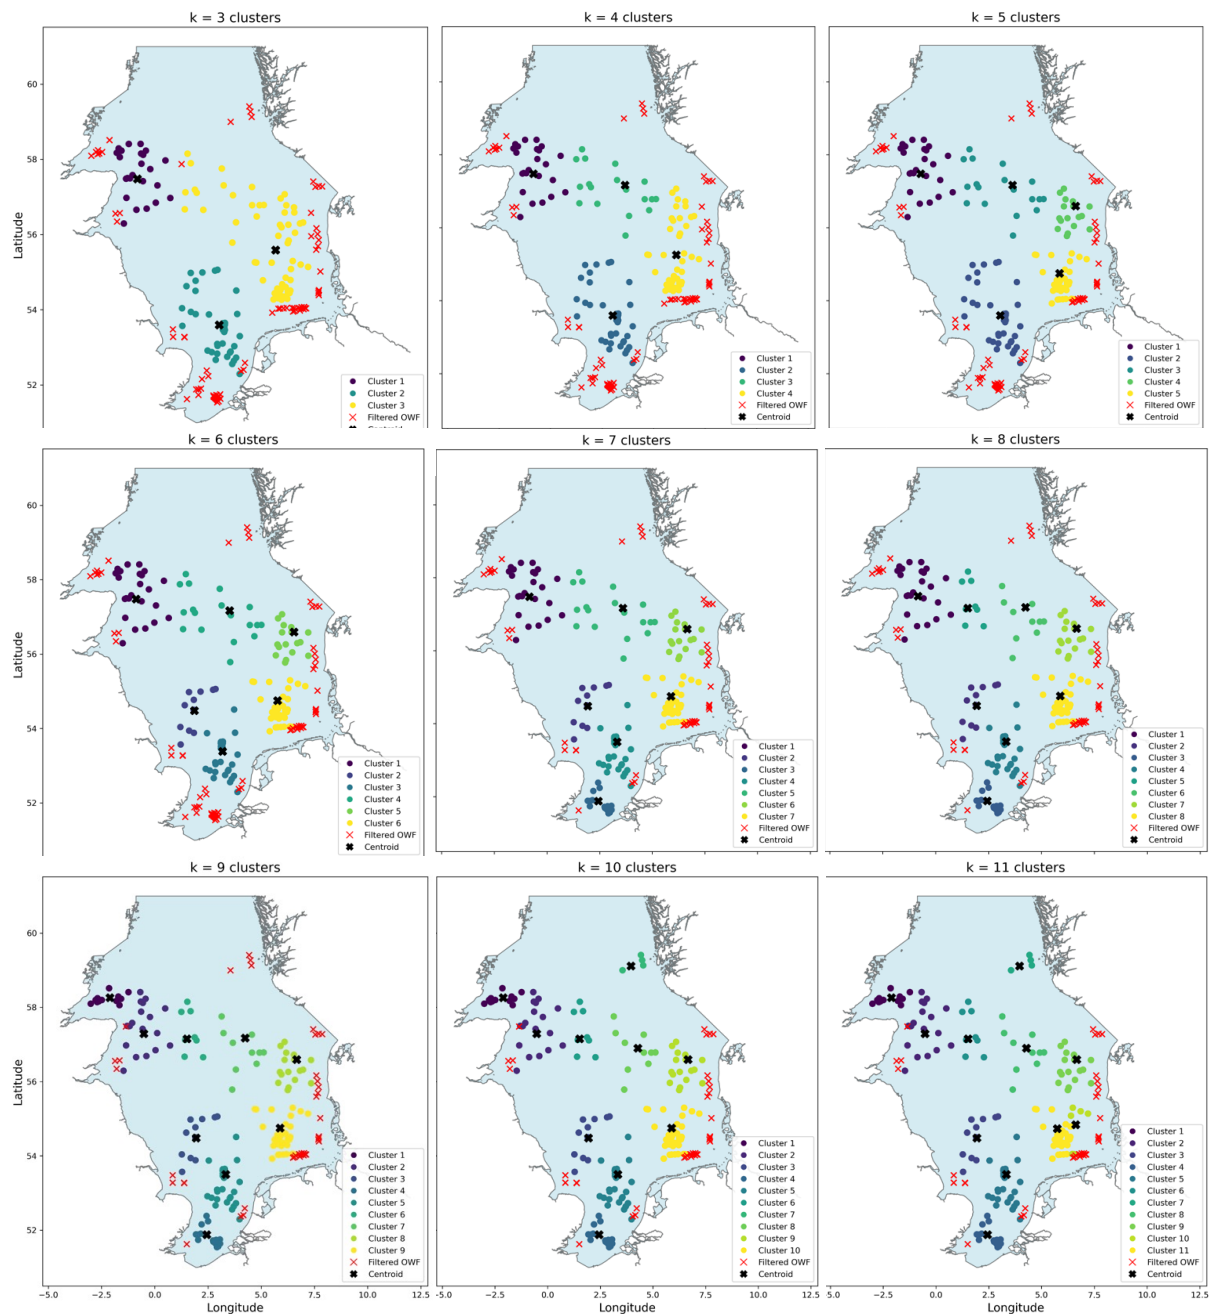 k = 3 clusters
k = 4 clusters
k = 5 clusters
60
58
56
54
52
Latitude
Cluster 1
Cluster 2
Cluster 3
Filtered OWF
Centroid
Cluster 1
Cluster 2
Cluster 3
Cluster 4
Filtered OWF
Centroid
Cluster 1
Cluster 2
Cluster 3
Cluster 4
Cluster 5
Filtered OWF
Centroid
k = 6 clusters
k = 7 clusters
k = 8 clusters
60
58
56
54
52
Latitude
Cluster 1
Cluster 2
Cluster 3
Cluster 4
Cluster 5
Cluster 6
Filtered OWF
Centroid
Cluster 1
Cluster 2
Cluster 3
Cluster 4
Cluster 5
Cluster 6
Cluster 7
Filtered OWF
Centroid
Cluster 1
Cluster 2
Cluster 3
Cluster 4
Cluster 5
Cluster 6
Cluster 7
Cluster 8
Filtered OWF
Centroid
k = 9 clusters
k = 10 clusters
k = 11 clusters
60
58
56
54
52
Latitude
Cluster 1
Cluster 2
Cluster 3
Cluster 4
Cluster 5
Cluster 6
Cluster 7
Cluster 8
Cluster 9
Filtered OWF
Centroid
Cluster 1
Cluster 2
Cluster 3
Cluster 4
Cluster 5
Cluster 6
Cluster 7
Cluster 8
Cluster 9
Cluster 10
Filtered OWF
Centroid
Cluster 1
Cluster 2
Cluster 3
Cluster 4
Cluster 5
Cluster 6
Cluster 7
Cluster 8
Cluster 9
Cluster 10
Cluster 11
Filtered OWF
Centroid
−5.0 −2.5 0.0 2.5 5.0 7.5 10.0 12.5
−5.0 −2.5 0.0 2.5 5.0 7.5 10.0 12.5
−5.0 −2.5 0.0 2.5 5.0 7.5 10.0 12.5
Longitude
Longitude
Longitude